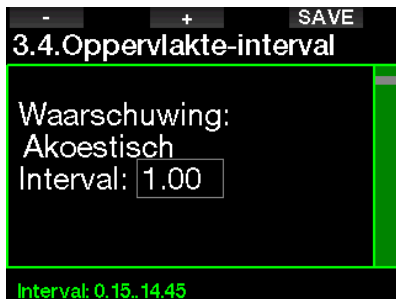 - + SAVE
3.4.Oppervlakte-interval
Waarschuwing:
Akoestisch
Interval: 1.00
Interval: 0.15..14.45